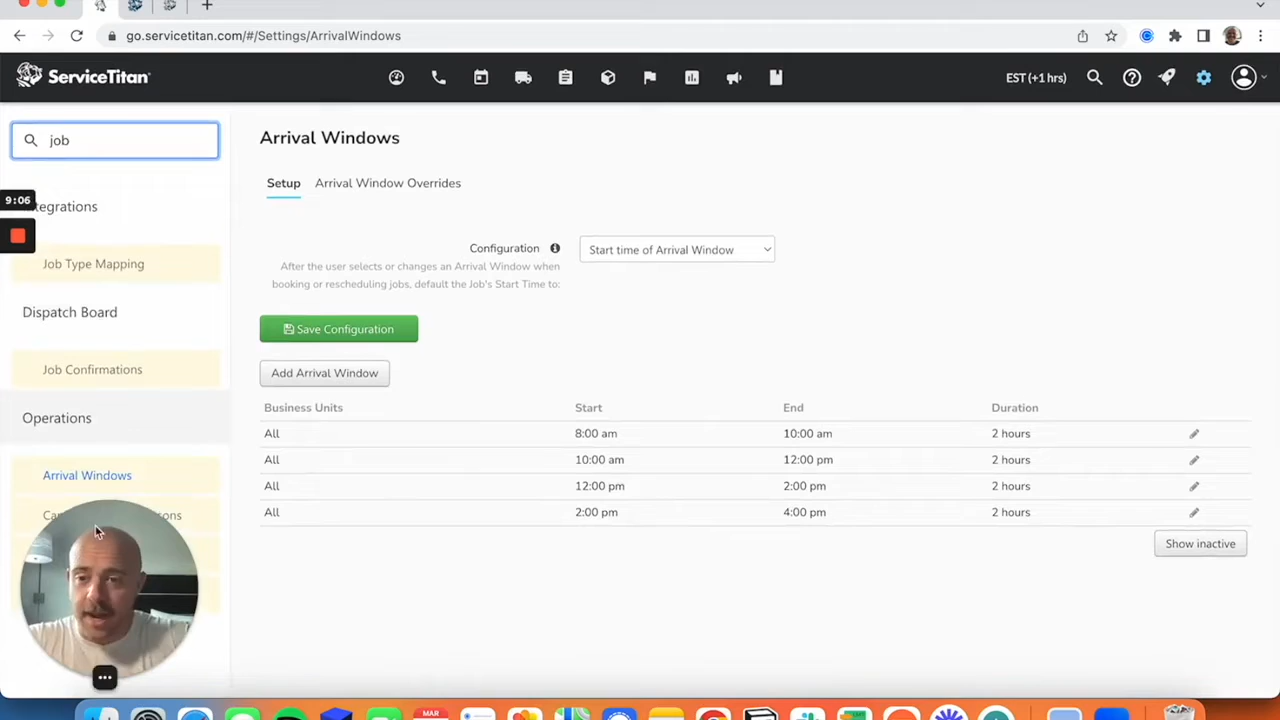 go.servicetitan.com/#/Settings/ArrivalWindows
ServiceTitan
EST (+1 hrs)
job
9:06
Integrations
Job Type Mapping
Dispatch Board
Job Confirmations
Operations
Arrival Windows
Arrival Windows
Setup
Arrival Window Overrides
Configuration
Start time of Arrival Window
After the user selects or changes an Arrival Window when
booking or rescheduling jobs, default the Job's Start Time to:
Save Configuration
Add Arrival Window
Business Units Start End Duration
All 8:00 am 10:00 am 2 hours
All 10:00 am 12:00 pm 2 hours
All 12:00 pm 2:00 pm 2 hours
All 2:00 pm 4:00 pm 2 hours
Show inactive
MAR